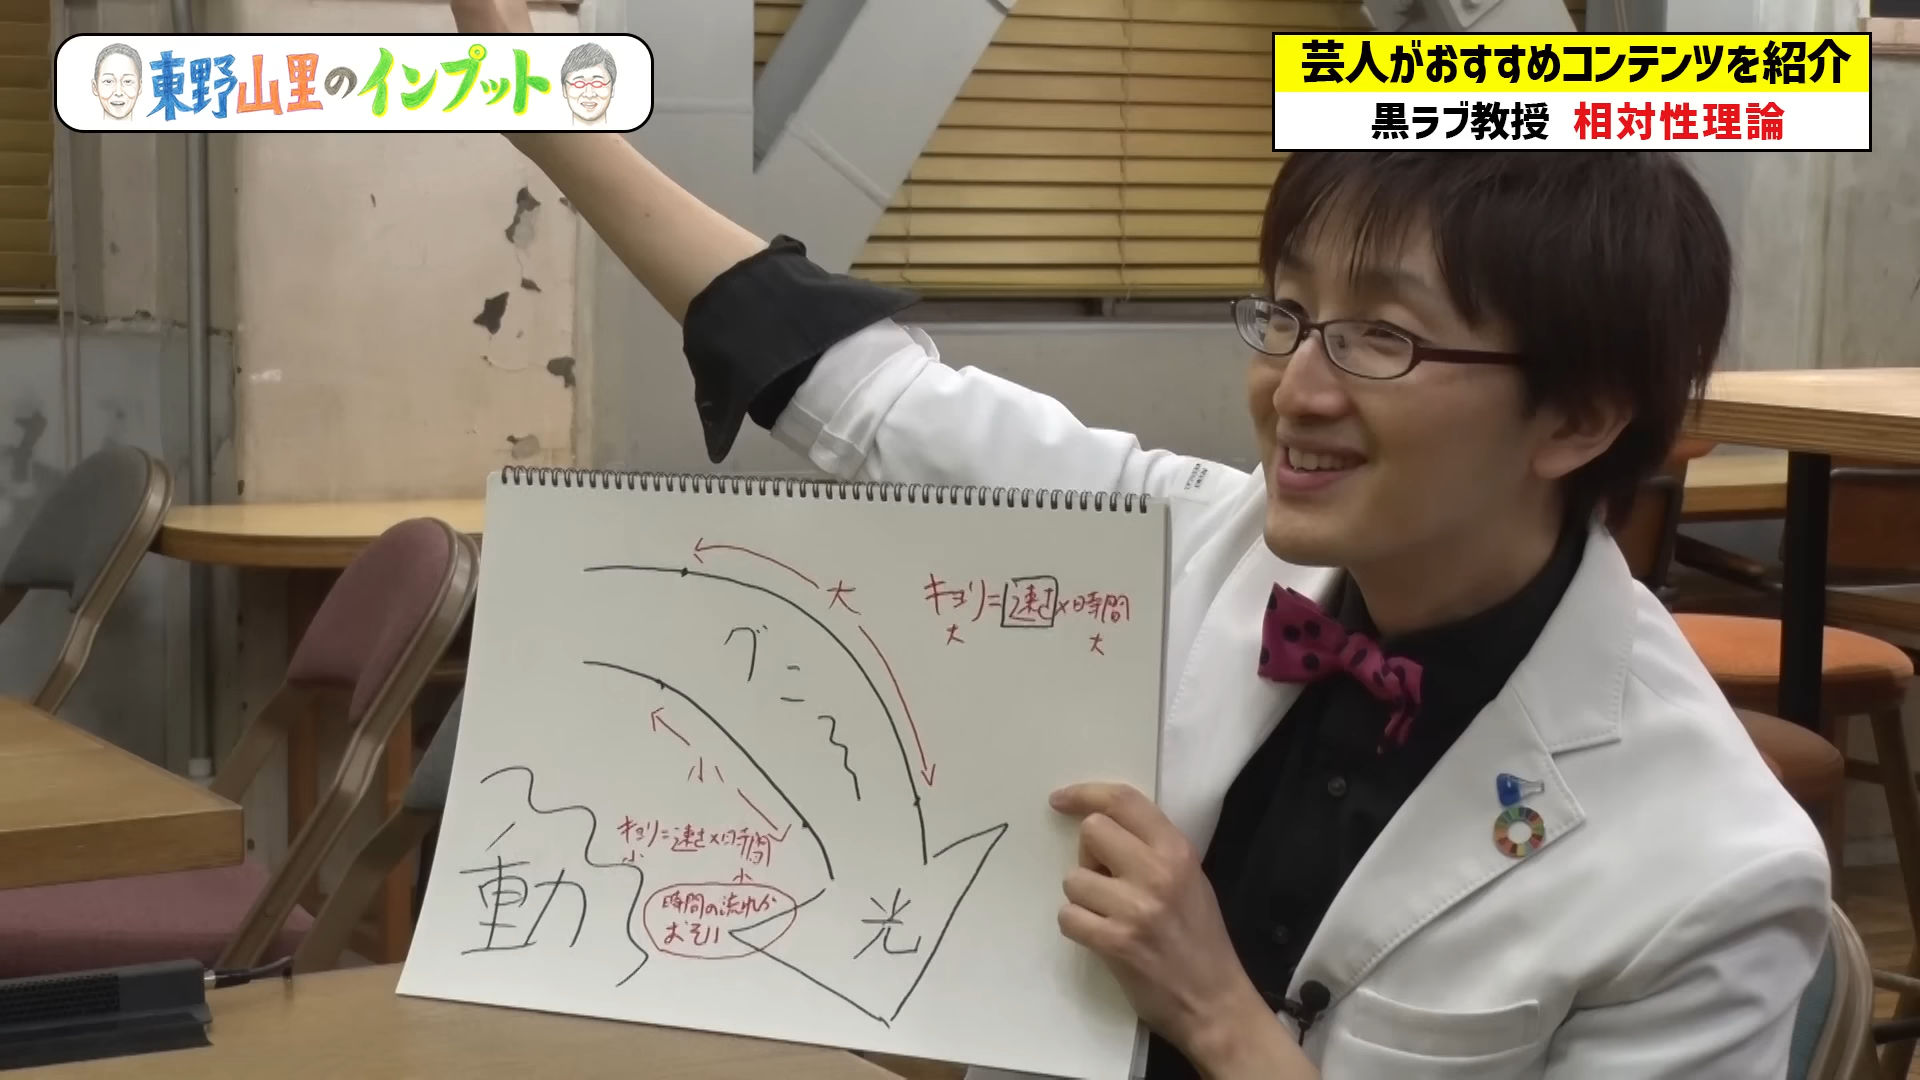 東野山里のインプット
芸人がおすすめコンテンツを紹介
黒ラブ教授 相対性理論
大
キョリ=速さ×時間
大 大
グニ
小
キョリ=速さ×時間
小 小
時間の流れが
おそい
動
光